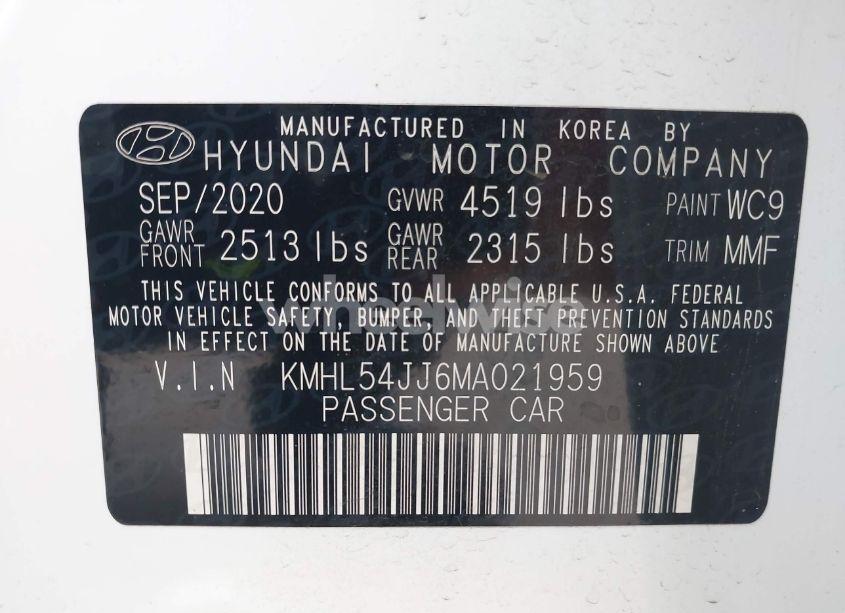 MANUFACTURED IN KOREA BY
HYUNDAI MOTOR COMPANY
SEP/2020 GVWR 4519 lbs PAINT WC9
GAWR FRONT 2513 lbs GAWR REAR 2315 lbs TRIM MMF
THIS VEHICLE CONFORMS TO ALL APPLICABLE U.S.A. FEDERAL
MOTOR VEHICLE SAFETY, BUMPER, AND THEFT PREVENTION STANDARDS
IN EFFECT ON THE DATE OF MANUFACTURE SHOWN ABOVE
V.I.N KMHL54JJ6MA021959
PASSENGER CAR
wheelwise